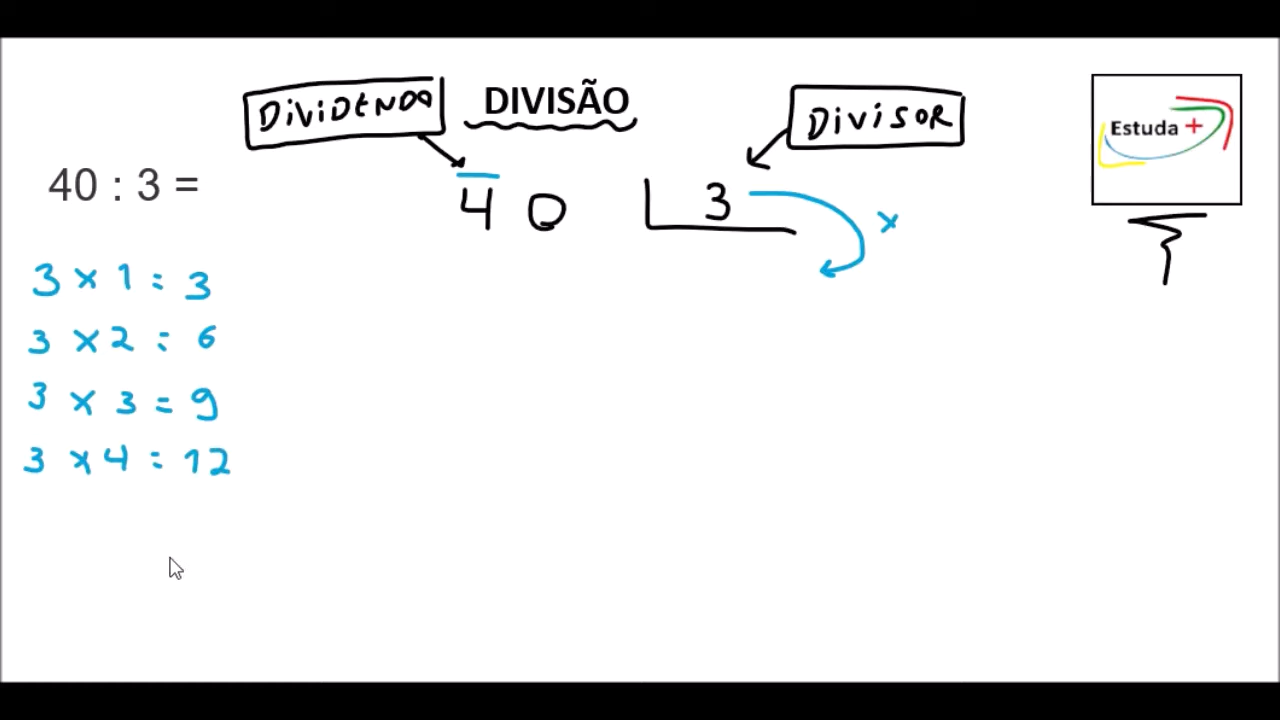 DIVIDENDO DIVISÃO DIVISOR
Estuda +
40 : 3 =
4 0 3 x
3 x 1 = 3
3 x 2 = 6
3 x 3 = 9
3 x 4 = 12